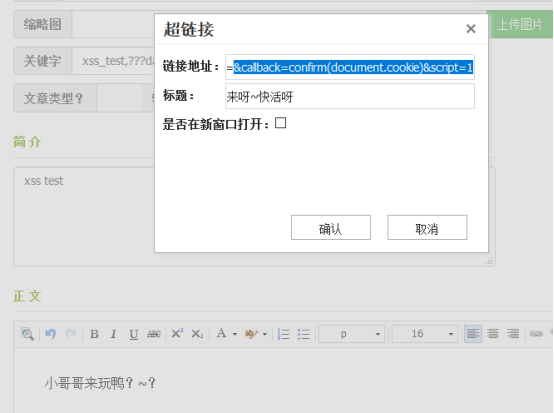 缩略图
上传图片
关键字 xss_test,???da
文章类型?
简 介
xss test
超链接
链接地址: =&callback=confirm(document.cookie)&script=1
标题: 来呀~快活呀
是否在新窗口打开:
确认 取消
正 文
B I U ABC X² X₂ A ab p 16
小哥哥来玩鸭?~?